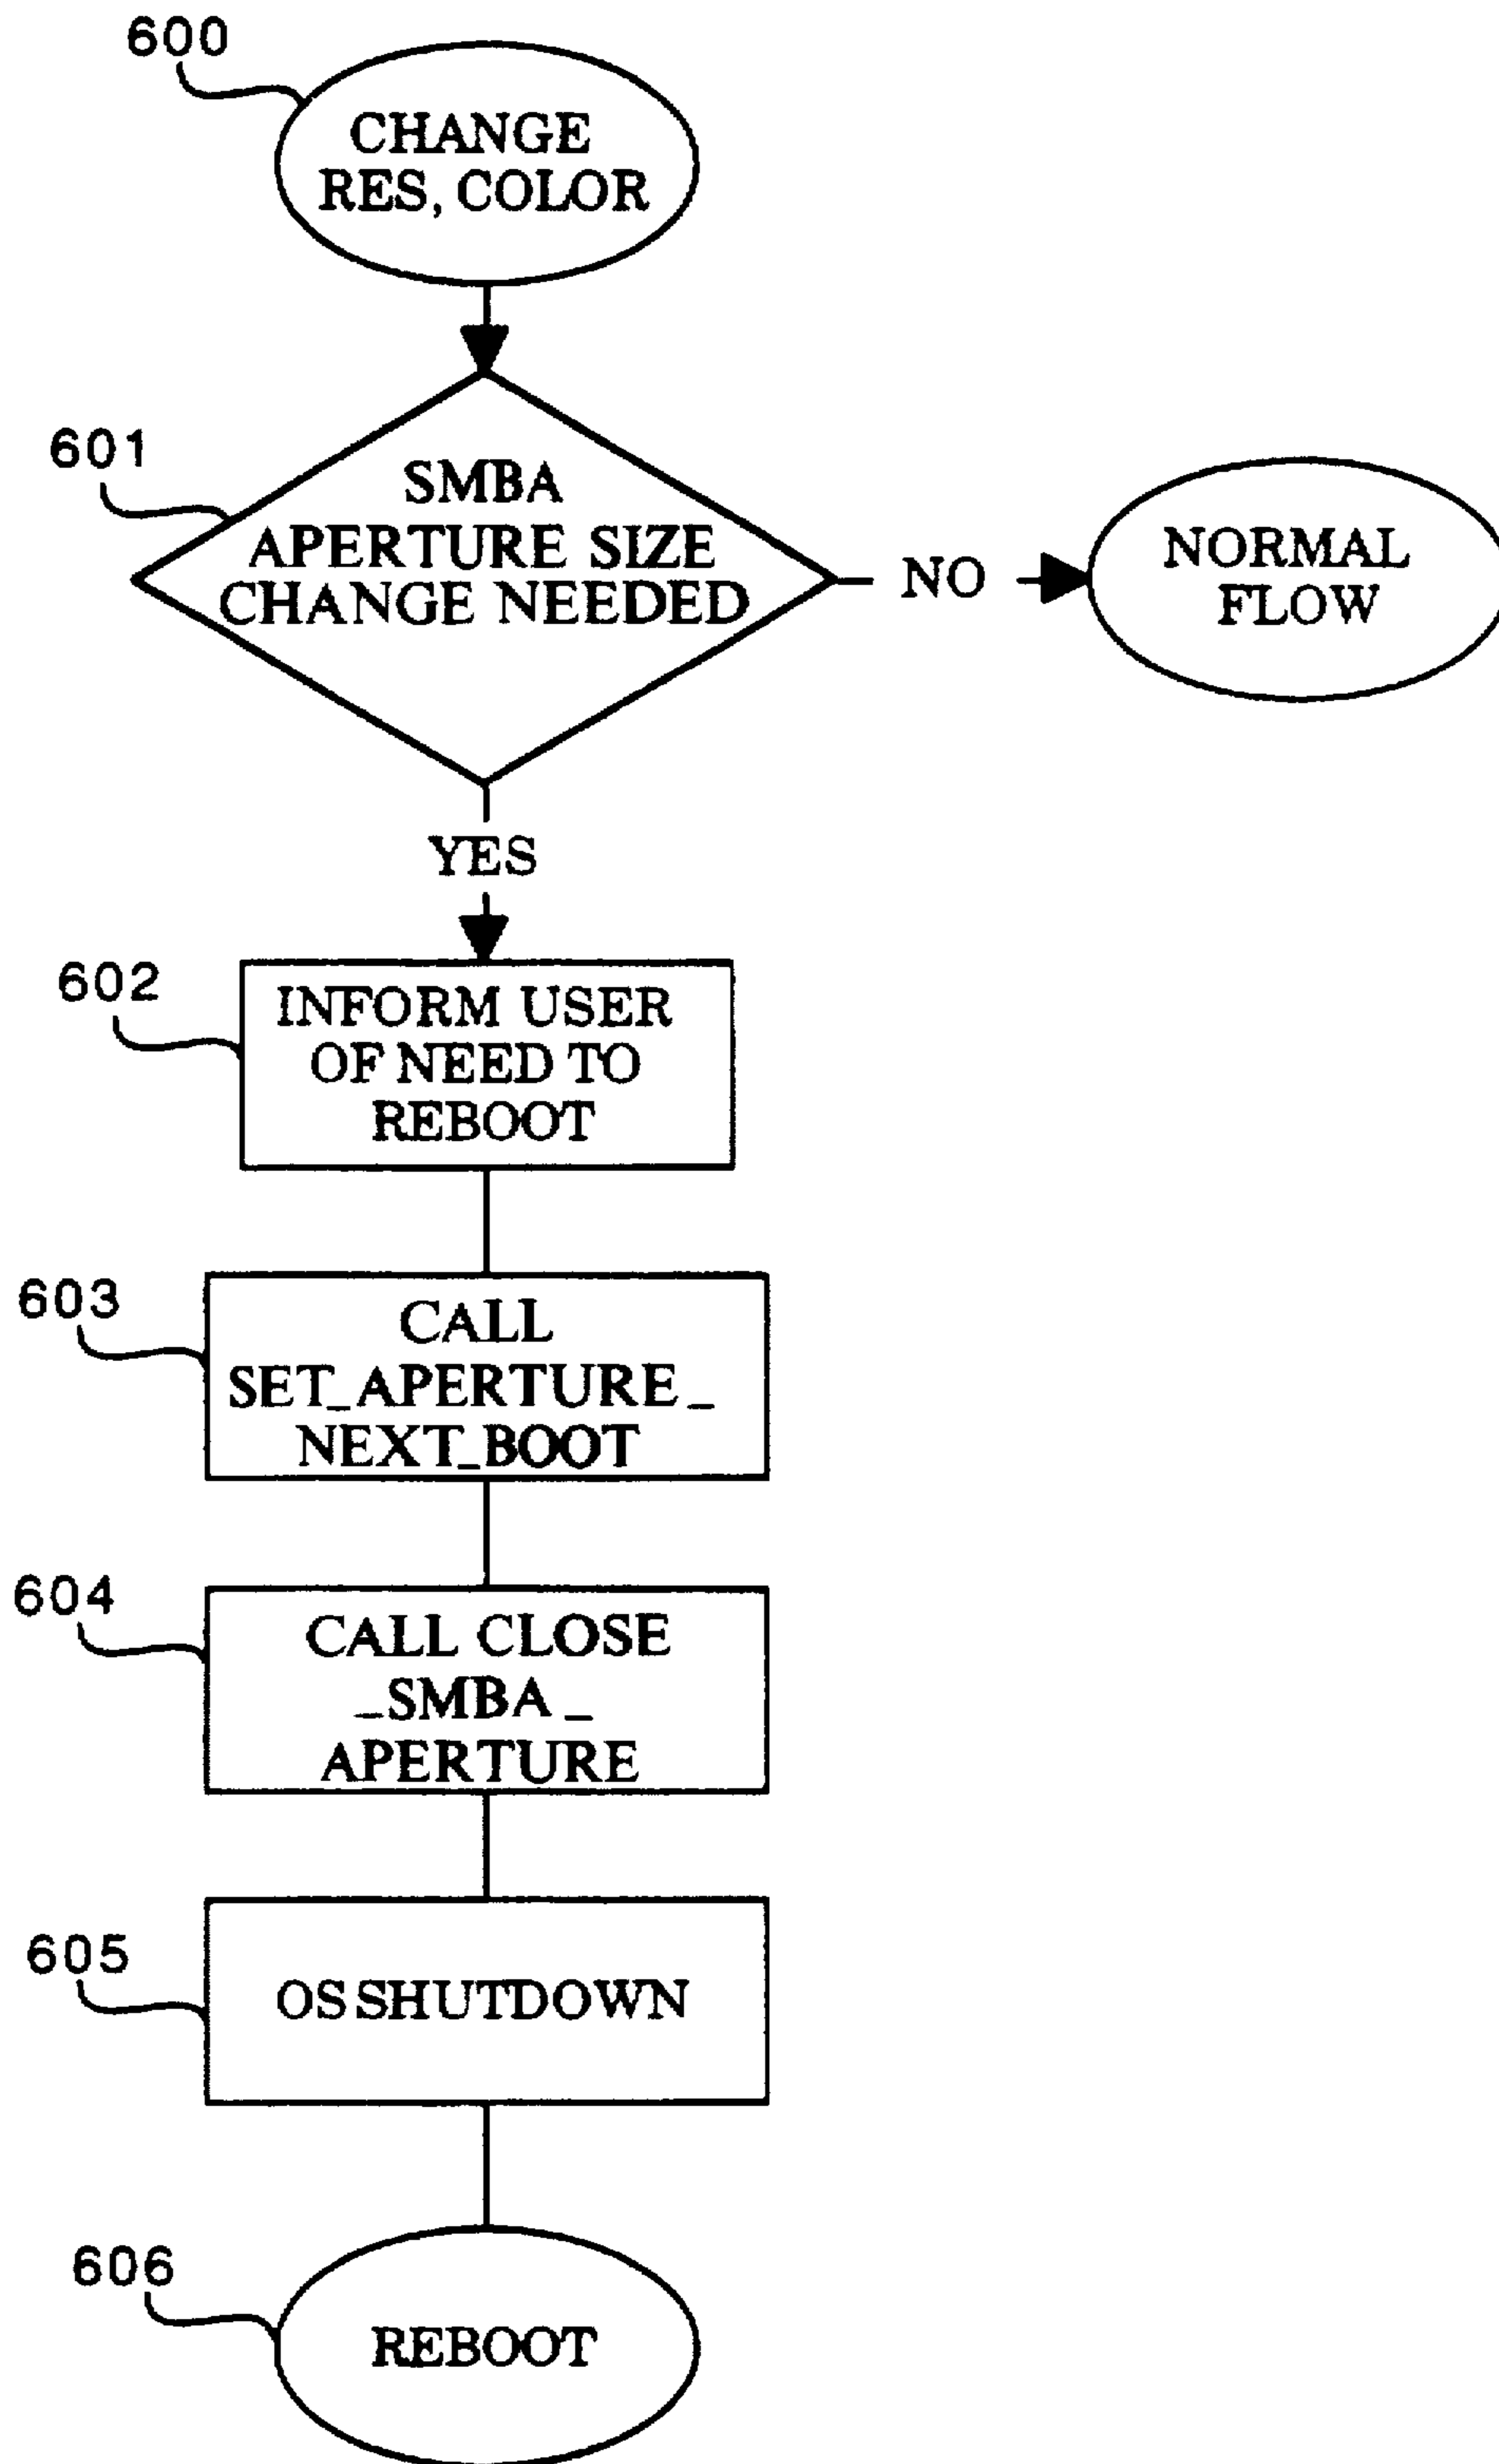 600
CHANGE
RES, COLOR
601
SMBA
APERTURE SIZE
CHANGE NEEDED
NO
NORMAL
FLOW
YES
602
INFORM USER
OF NEED TO
REBOOT
603
CALL
SET_APERTURE_
NEXT_BOOT
604
CALL CLOSE
_SMBA_
APERTURE
605
OS SHUTDOWN
606
REBOOT